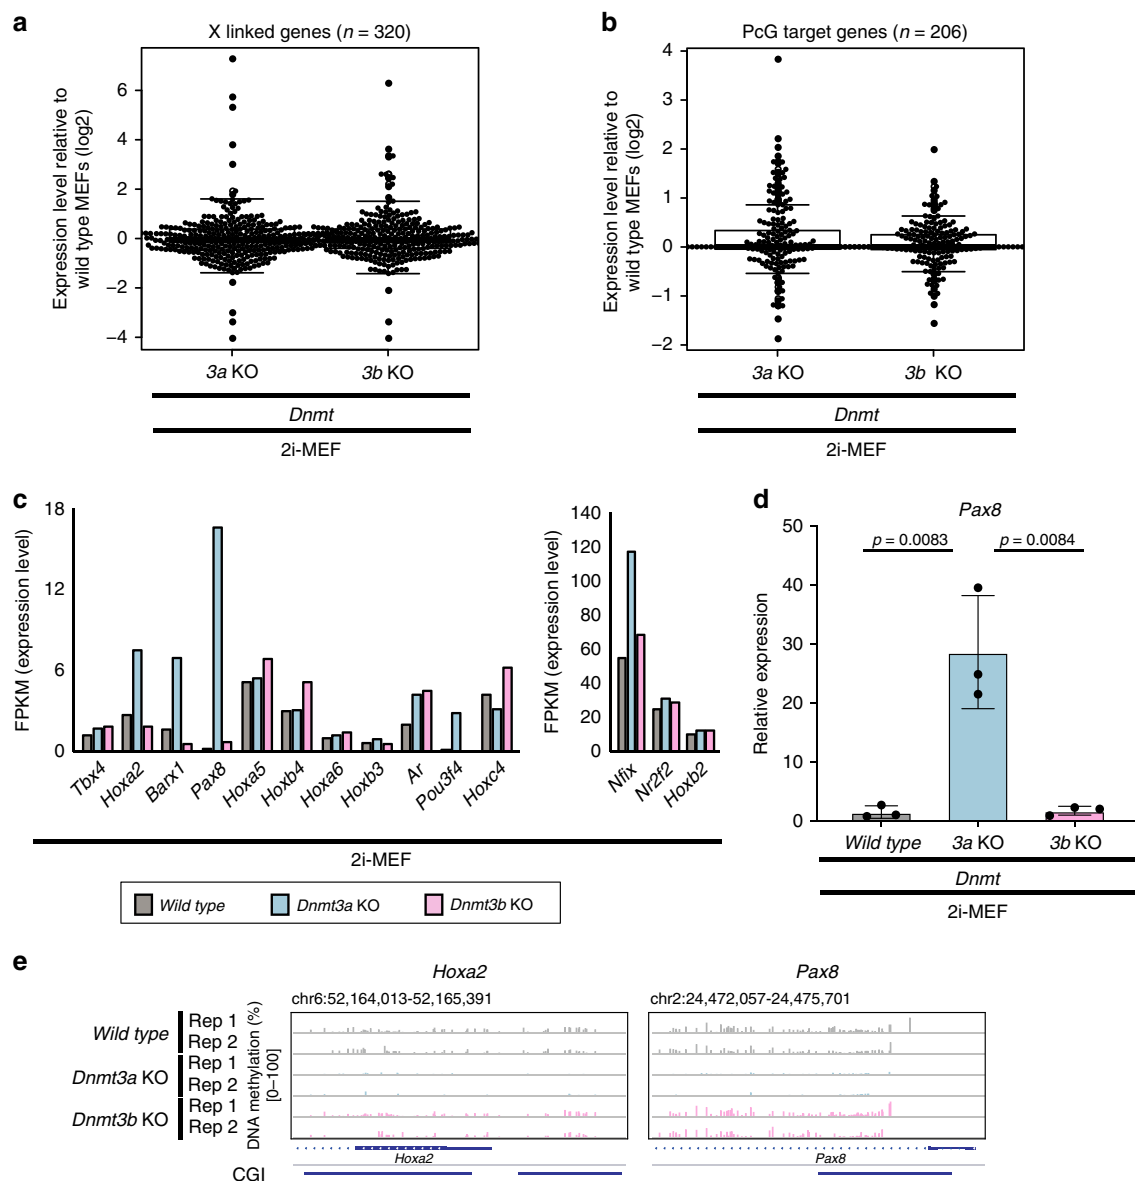 a
X linked genes (n = 320)
Expression level relative to
wild type MEFs (log2)
6
4
2
0
−2
−4
3a KO
3b KO
Dnmt
2i-MEF
b
PcG target genes (n = 206)
Expression level relative to
wild type MEFs (log2)
4
3
2
1
0
−1
−2
3a KO
3b KO
Dnmt
2i-MEF
c
FPKM (expression level)
18
12
6
0
Tbx4
Hoxa2
Barx1
Pax8
Hoxa5
Hoxb4
Hoxa6
Hoxb3
Ar
Pou3f4
Hoxc4
FPKM (expression level)
140
120
100
80
60
40
20
0
Nfix
Nr2f2
Hoxb2
2i-MEF
Wild type
Dnmt3a KO
Dnmt3b KO
d
Pax8
p = 0.0083
p = 0.0084
Relative expression
50
40
30
20
10
0
Wild type
3a KO
3b KO
Dnmt
2i-MEF
e
Hoxa2
Pax8
chr6:52,164,013-52,165,391
chr2:24,472,057-24,475,701
Wild type
Rep 1
Rep 2
Dnmt3a KO
Rep 1
Rep 2
Dnmt3b KO
Rep 1
Rep 2
DNA methylation (%)
[0–100]
Hoxa2
Pax8
CGI